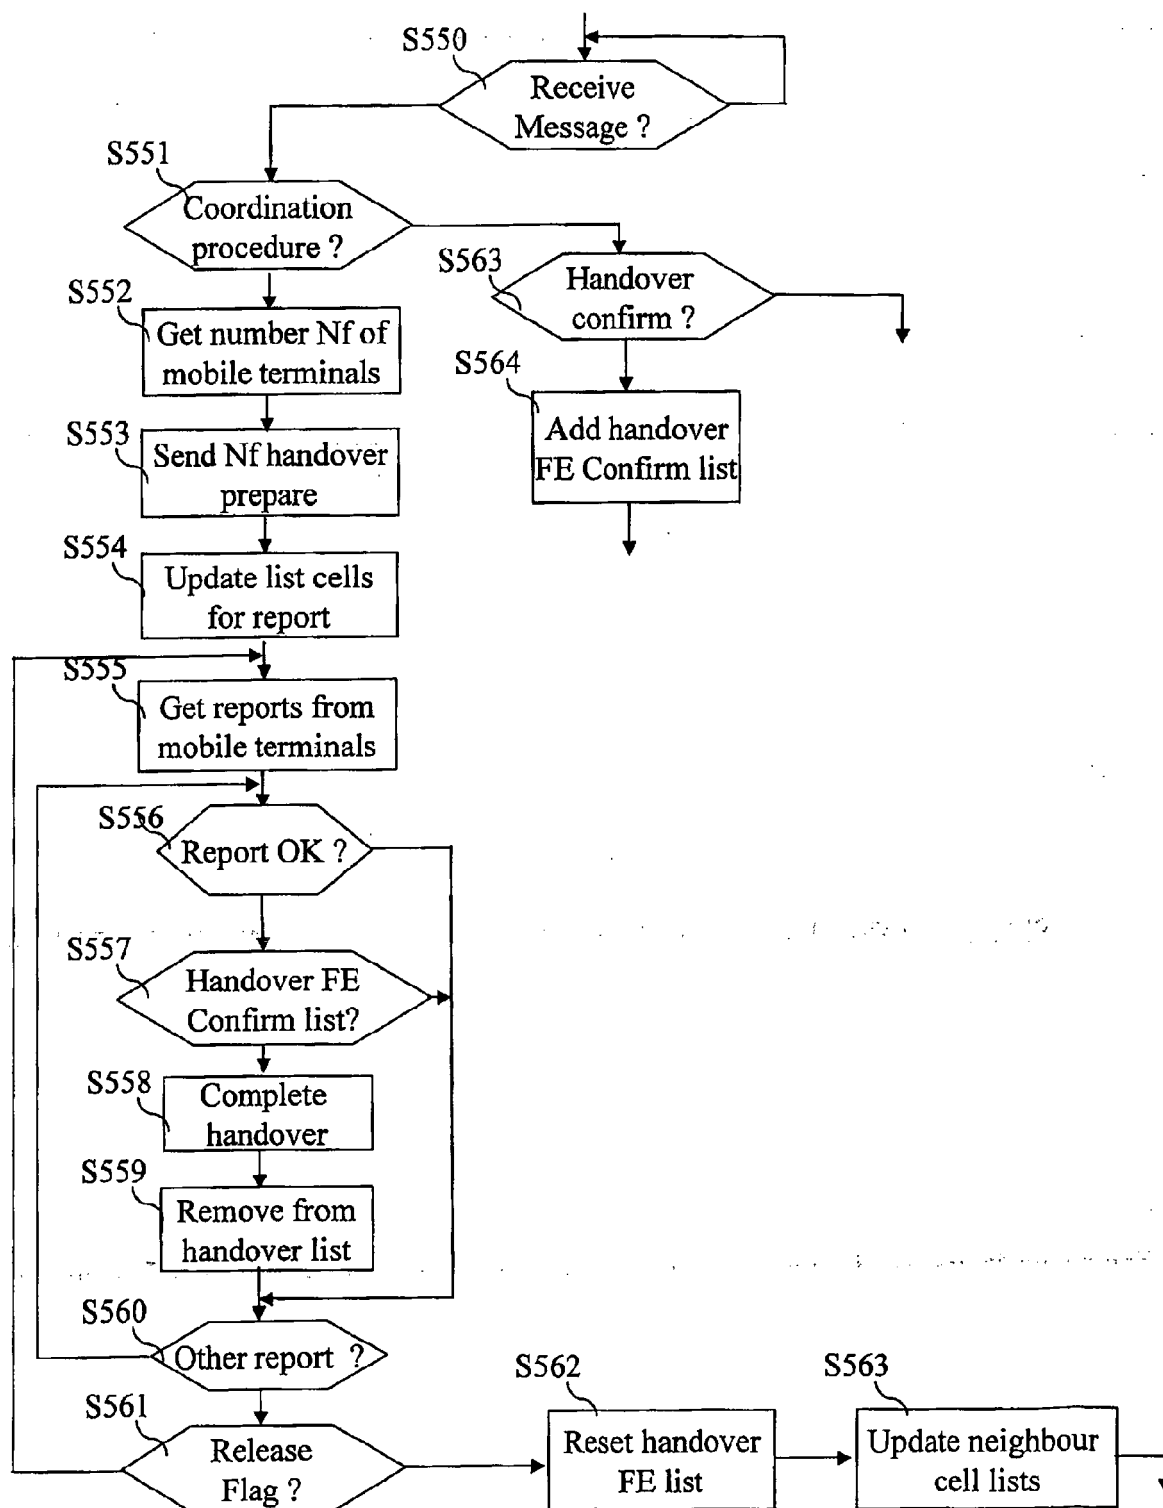 S550
Receive
Message ?
S551
Coordination
procedure ?
S563
Handover
confirm ?
S552
Get number Nf of
mobile terminals
S564
Add handover
FE Confirm list
S553
Send Nf handover
prepare
S554
Update list cells
for report
S555
Get reports from
mobile terminals
S556
Report OK ?
S557
Handover FE
Confirm list?
S558
Complete
handover
S559
Remove from
handover list
S560
Other report ?
S561
Release
Flag ?
S562
Reset handover
FE list
S563
Update neighbour
cell lists